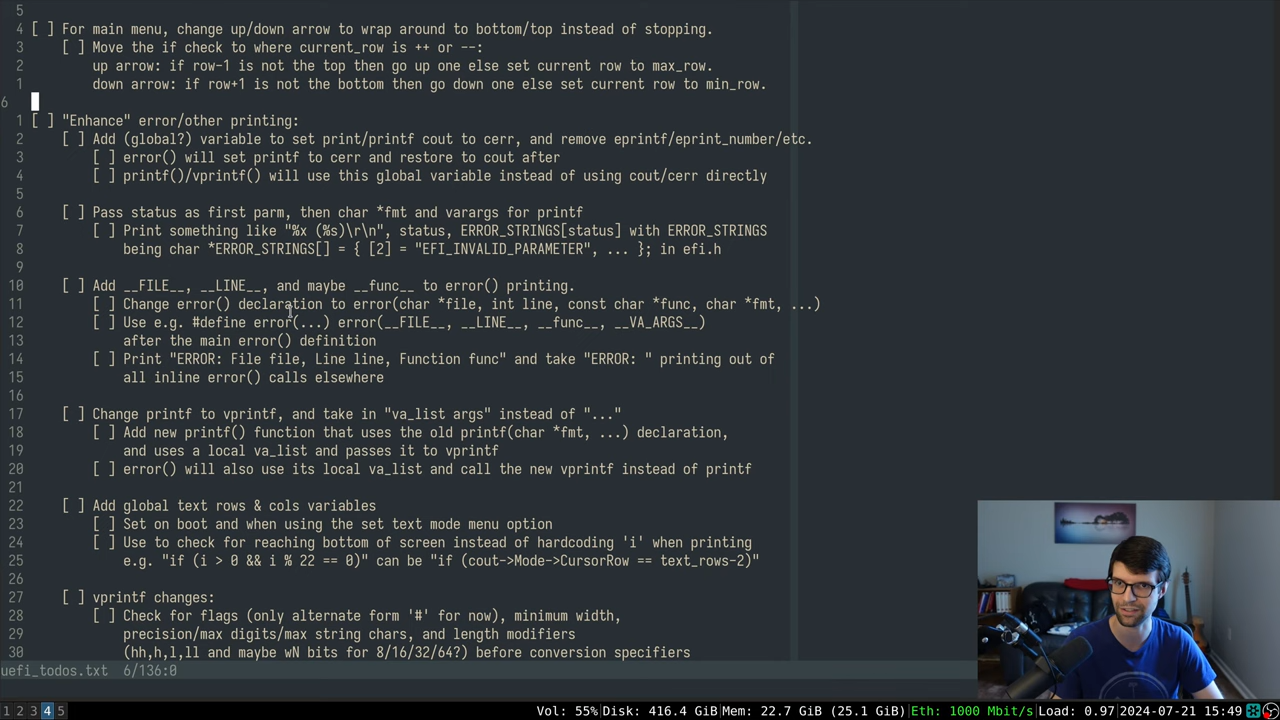 5
4 [ ] For main menu, change up/down arrow to wrap around to bottom/top instead of stopping.
3 [ ] Move the if check to where current_row is ++ or --:
2 up arrow: if row-1 is not the top then go up one else set current row to max_row.
1 down arrow: if row+1 is not the bottom then go down one else set current row to min_row.
6
1 [ ] "Enhance" error/other printing:
2 [ ] Add (global?) variable to set print/printf cout to cerr, and remove eprintf/eprint_number/etc.
3 [ ] error() will set printf to cerr and restore to cout after
4 [ ] printf()/vprintf() will use this global variable instead of using cout/cerr directly
5
6 [ ] Pass status as first parm, then char *fmt and varargs for printf
7 [ ] Print something like "%x (%s)\r\n", status, ERROR_STRINGS[status] with ERROR_STRINGS
8 being char *ERROR_STRINGS[] = { [2] = "EFI_INVALID_PARAMETER", ... }; in efi.h
9
10 [ ] Add __FILE__, __LINE__, and maybe __func__ to error() printing.
11 [ ] Change error() declaration to error(char *file, int line, const char *func, char *fmt, ...)
12 [ ] Use e.g. #define error(...) error(__FILE__, __LINE__, __func__, __VA_ARGS__)
13 after the main error() definition
14 [ ] Print "ERROR: File file, Line line, Function func" and take "ERROR: " printing out of
15 all inline error() calls elsewhere
16
17 [ ] Change printf to vprintf, and take in "va_list args" instead of "..."
18 [ ] Add new printf() function that uses the old printf(char *fmt, ...) declaration,
19 and uses a local va_list and passes it to vprintf
20 [ ] error() will also use its local va_list and call the new vprintf instead of printf
21
22 [ ] Add global text rows & cols variables
23 [ ] Set on boot and when using the set text mode menu option
24 [ ] Use to check for reaching bottom of screen instead of hardcoding 'i' when printing
25 e.g. "if (i > 0 && i % 22 == 0)" can be "if (cout->Mode->CursorRow == text_rows-2)"
26
27 [ ] vprintf changes:
28 [ ] Check for flags (only alternate form '#' for now), minimum width,
29 precision/max digits/max string chars, and length modifiers
30 (hh,h,l,ll and maybe wN bits for 8/16/32/64?) before conversion specifiers
uefi_todos.txt 6/136:0
1 2 3 4 5 Vol: 55% Disk: 416.4 GiB Mem: 22.7 GiB (25.1 GiB) Eth: 1000 Mbit/s Load: 0.97 2024-07-21 15:49